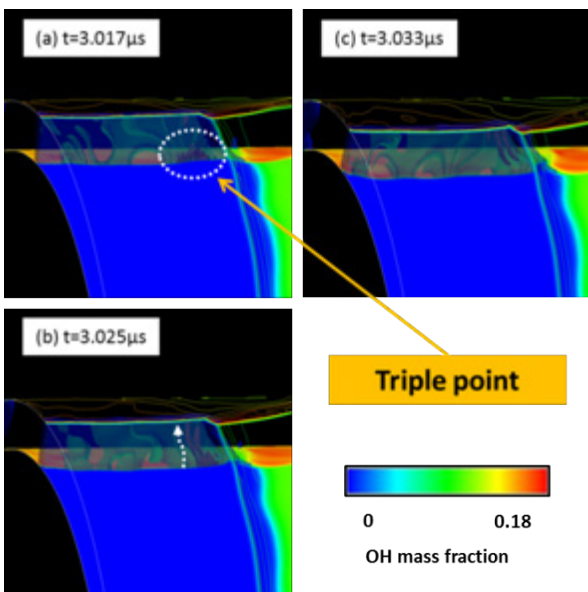 (a) t=3.017μs
(c) t=3.033μs
(b) t=3.025μs
Triple point
0 0.18
OH mass fraction